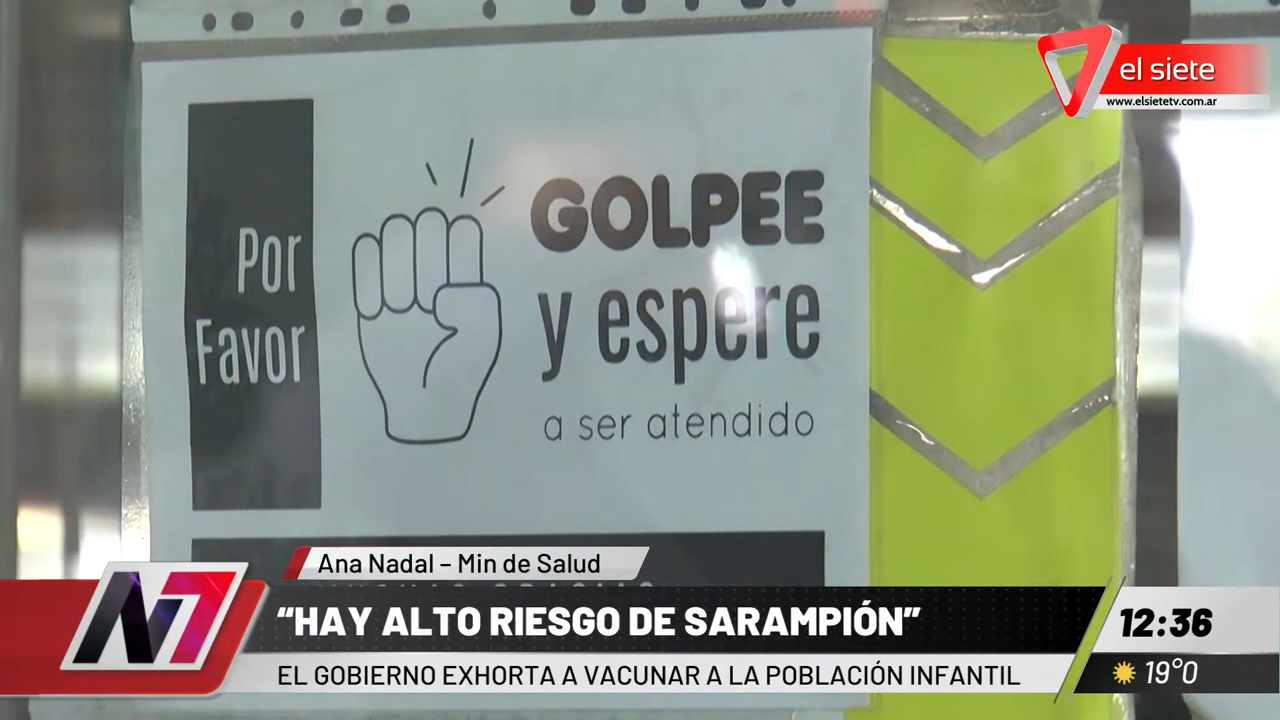 el siete
www.elsietetv.com.ar
Por
Favor
GOLPEE
y espere
a ser atendido
Ana Nadal – Min de Salud
N7
“HAY ALTO RIESGO DE SARAMPIÓN”
EL GOBIERNO EXHORTA A VACUNAR A LA POBLACIÓN INFANTIL
12:36
19°0